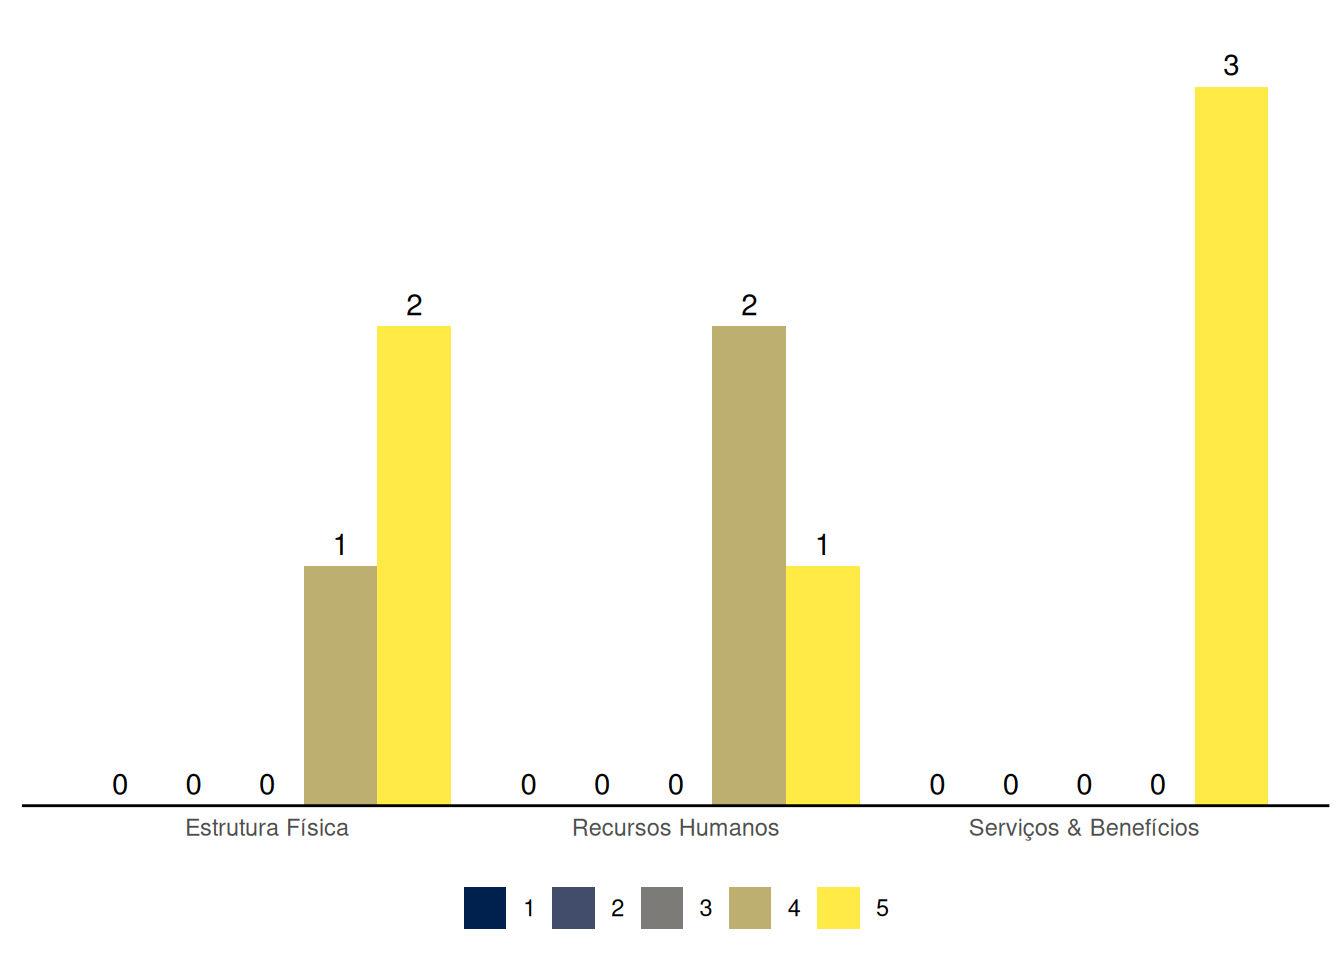 3
2 2
1 1
0 0 0 0 0 0 0 0 0 0
Estrutura Física Recursos Humanos Serviços & Benefícios
1 2 3 4 5